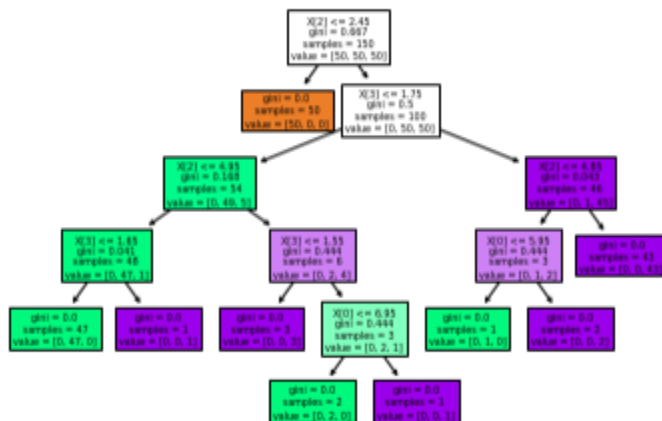 X[2] <= 2.45
gini = 0.667
samples = 150
value = [50, 50, 50]
gini = 0.0
samples = 50
value = [50, 0, 0]
X[3] <= 1.75
gini = 0.5
samples = 100
value = [0, 50, 50]
X[2] <= 4.95
gini = 0.168
samples = 54
value = [0, 49, 5]
X[2] <= 4.85
gini = 0.043
samples = 46
value = [0, 1, 45]
X[3] <= 1.65
gini = 0.041
samples = 48
value = [0, 47, 1]
X[3] <= 1.55
gini = 0.444
samples = 6
value = [0, 2, 4]
X[0] <= 5.95
gini = 0.444
samples = 3
value = [0, 1, 2]
gini = 0.0
samples = 43
value = [0, 0, 43]
gini = 0.0
samples = 47
value = [0, 47, 0]
gini = 0.0
samples = 1
value = [0, 0, 1]
gini = 0.0
samples = 3
value = [0, 0, 3]
X[0] <= 6.95
gini = 0.444
samples = 3
value = [0, 2, 1]
gini = 0.0
samples = 1
value = [0, 1, 0]
gini = 0.0
samples = 2
value = [0, 0, 2]
gini = 0.0
samples = 2
value = [0, 2, 0]
gini = 0.0
samples = 1
value = [0, 0, 1]